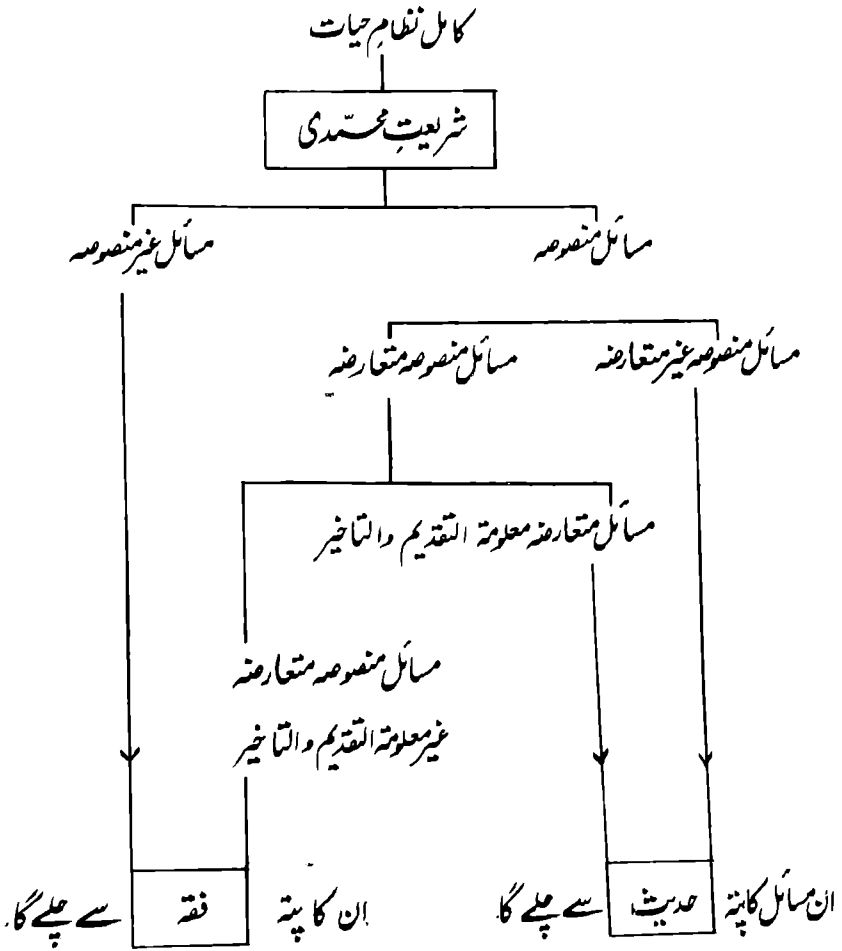 کامل نظامِ حیات
شریعتِ محمّدی
مسائل منصوصہ
مسائل غیر منصوصہ
مسائل منصوصہ غیر متعارضہ
مسائل منصوصہ متعارضہ
مسائل متعارضہ معلومۃ التقدیم والتاخیر
مسائل منصوصہ متعارضہ
غیر معلومۃ التقدیم والتاخیر
ان مسائل کا پتہ حدیث سے چلے گا
ان کا پتہ فقہ سے چلے گا۔